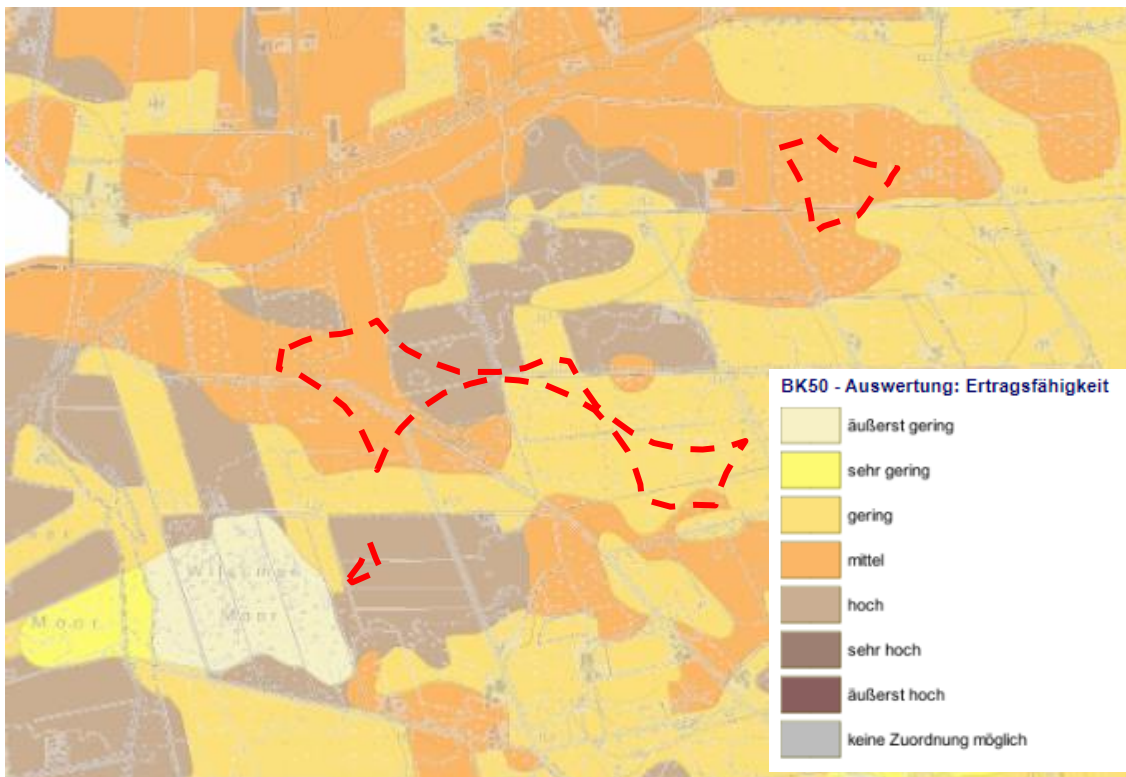 BK50 - Auswertung: Ertragsfähigkeit
äußerst gering
sehr gering
gering
mittel
hoch
sehr hoch
äußerst hoch
keine Zuordnung möglich
Moor
Moor